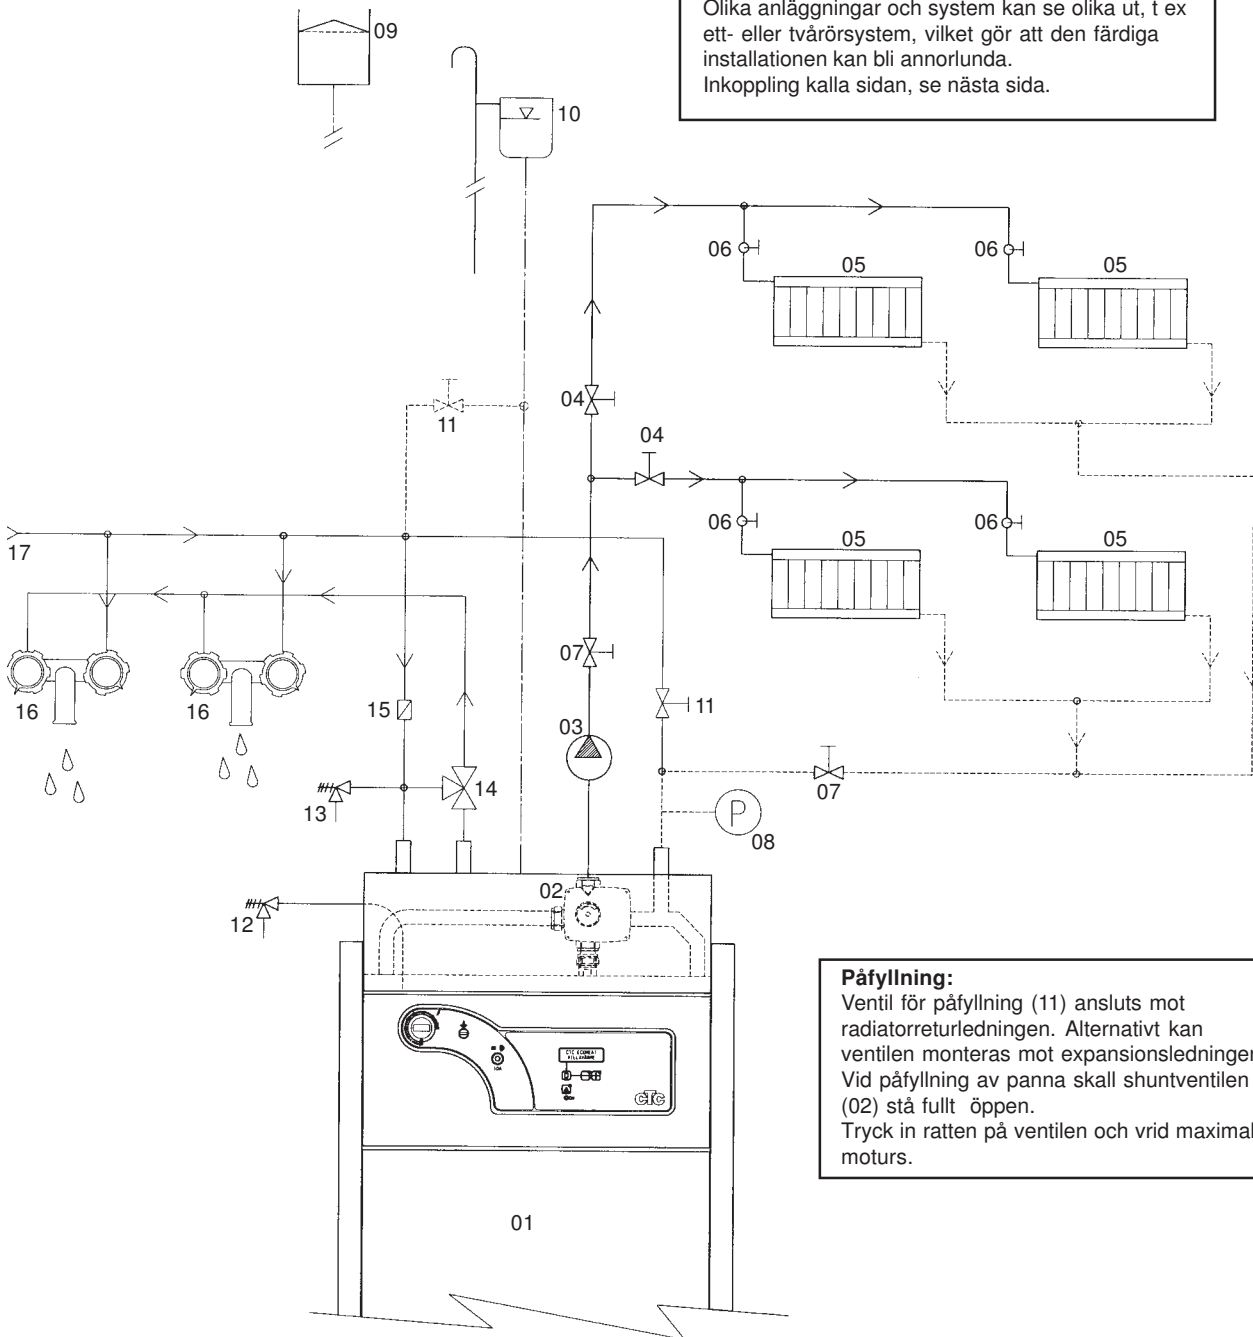 Olika anläggningar och system kan se olika ut, t ex
ett- eller tvårörsystem, vilket gör att den färdiga
installationen kan bli annorlunda.
Inkoppling kalla sidan, se nästa sida.
09
10
06
05
06
05
04
11
04
06
05
06
05
17
16
16
15
07
11
03
14
13
07
08
02
12
Påfyllning:
Ventil för påfyllning (11) ansluts mot
radiatorreturledningen. Alternativt kan
ventilen monteras mot expansionsledningen
Vid påfyllning av panna skall shuntventilen
(02) stå fullt öppen.
Tryck in ratten på ventilen och vrid maximal
moturs.
P
CTC
01